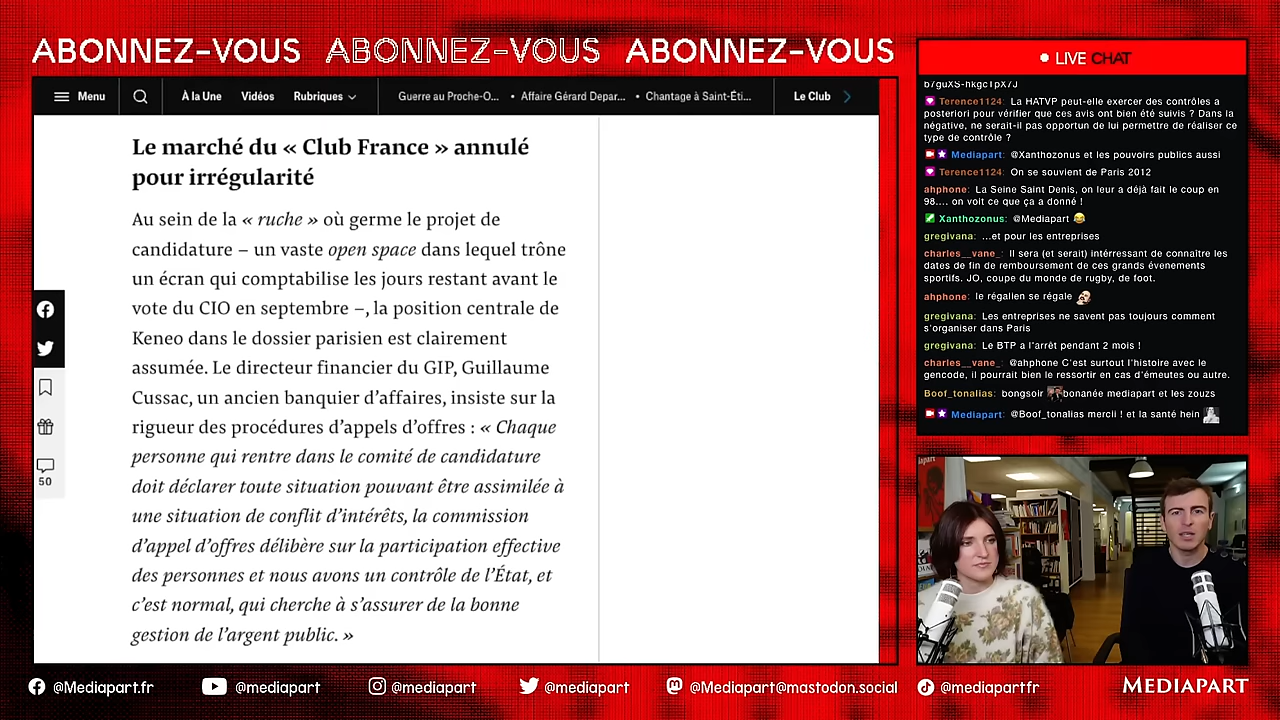 ABONNEZ-VOUS ABONNEZ-VOUS ABONNEZ-VOUS
Menu
À la Une Vidéos Rubriques
Guerre au Proche-O... • Affaire Gérard Depar... • Chantage à Saint-Éti...
Le Club
Le marché du « Club France » annulé
pour irrégularité
Au sein de la « ruche » où germe le projet de
candidature – un vaste open space dans lequel trône
un écran qui comptabilise les jours restant avant le
vote du CIO en septembre –, la position centrale de
Keneo dans le dossier parisien est clairement
assumée. Le directeur financier du GIP, Guillaume
Cussac, un ancien banquier d’affaires, insiste sur la
rigueur des procédures d’appels d’offres : « Chaque
personne qui rentre dans le comité de candidature
doit déclarer toute situation pouvant être assimilée à
une situation de conflit d’intérêts, la commission
d’appel d’offres délibère sur la participation effective
des personnes et nous avons un contrôle de l’État, et
c’est normal, qui cherche à s’assurer de la bonne
gestion de l’argent public. »
50
LIVE CHAT
Terence1124: La HATVP peut-elle exercer des contrôles a
posteriori pour vérifier que ces avis ont bien été suivis ? Dans la
négative, ne serait-il pas opportun de lui permettre de réaliser ce
type de contrôle ?
Mediapart: @Xanthozonus et les pouvoirs publics aussi
Terence1124: On se souvient de Paris 2012
ahphone: La Seine Saint Denis, on leur a déjà fait le coup en
98.... on voit ce que ça a donné !
Xanthozonus: @Mediapart
gregivana: ...et pour les entreprises
charles__vane_: Il sera (et serait) intérressant de connaître les
dates de fin de remboursement de ces grands évenements
sportifs. JO, coupe du monde de rugby, de foot.
ahphone: le régalien se régale
gregivana: Les entreprises ne savent pas toujours comment
s'organiser dans Paris
gregivana: Le BTP a l'arrêt pendant 2 mois !
charles__vane_: @ahphone C'est surtout l'histoire avec le
gencode, il pourrait bien le ressortir en cas d'émeutes ou autre.
Boof_tonalias: bongsoir bonanée mediapart et les zouzs
Mediapart: @Boof_tonalias mercii ! et la santé hein
@Mediapart.fr @mediapart @mediapart @mediapart @Mediapart@mastodon.social @mediapartfr MEDIAPART